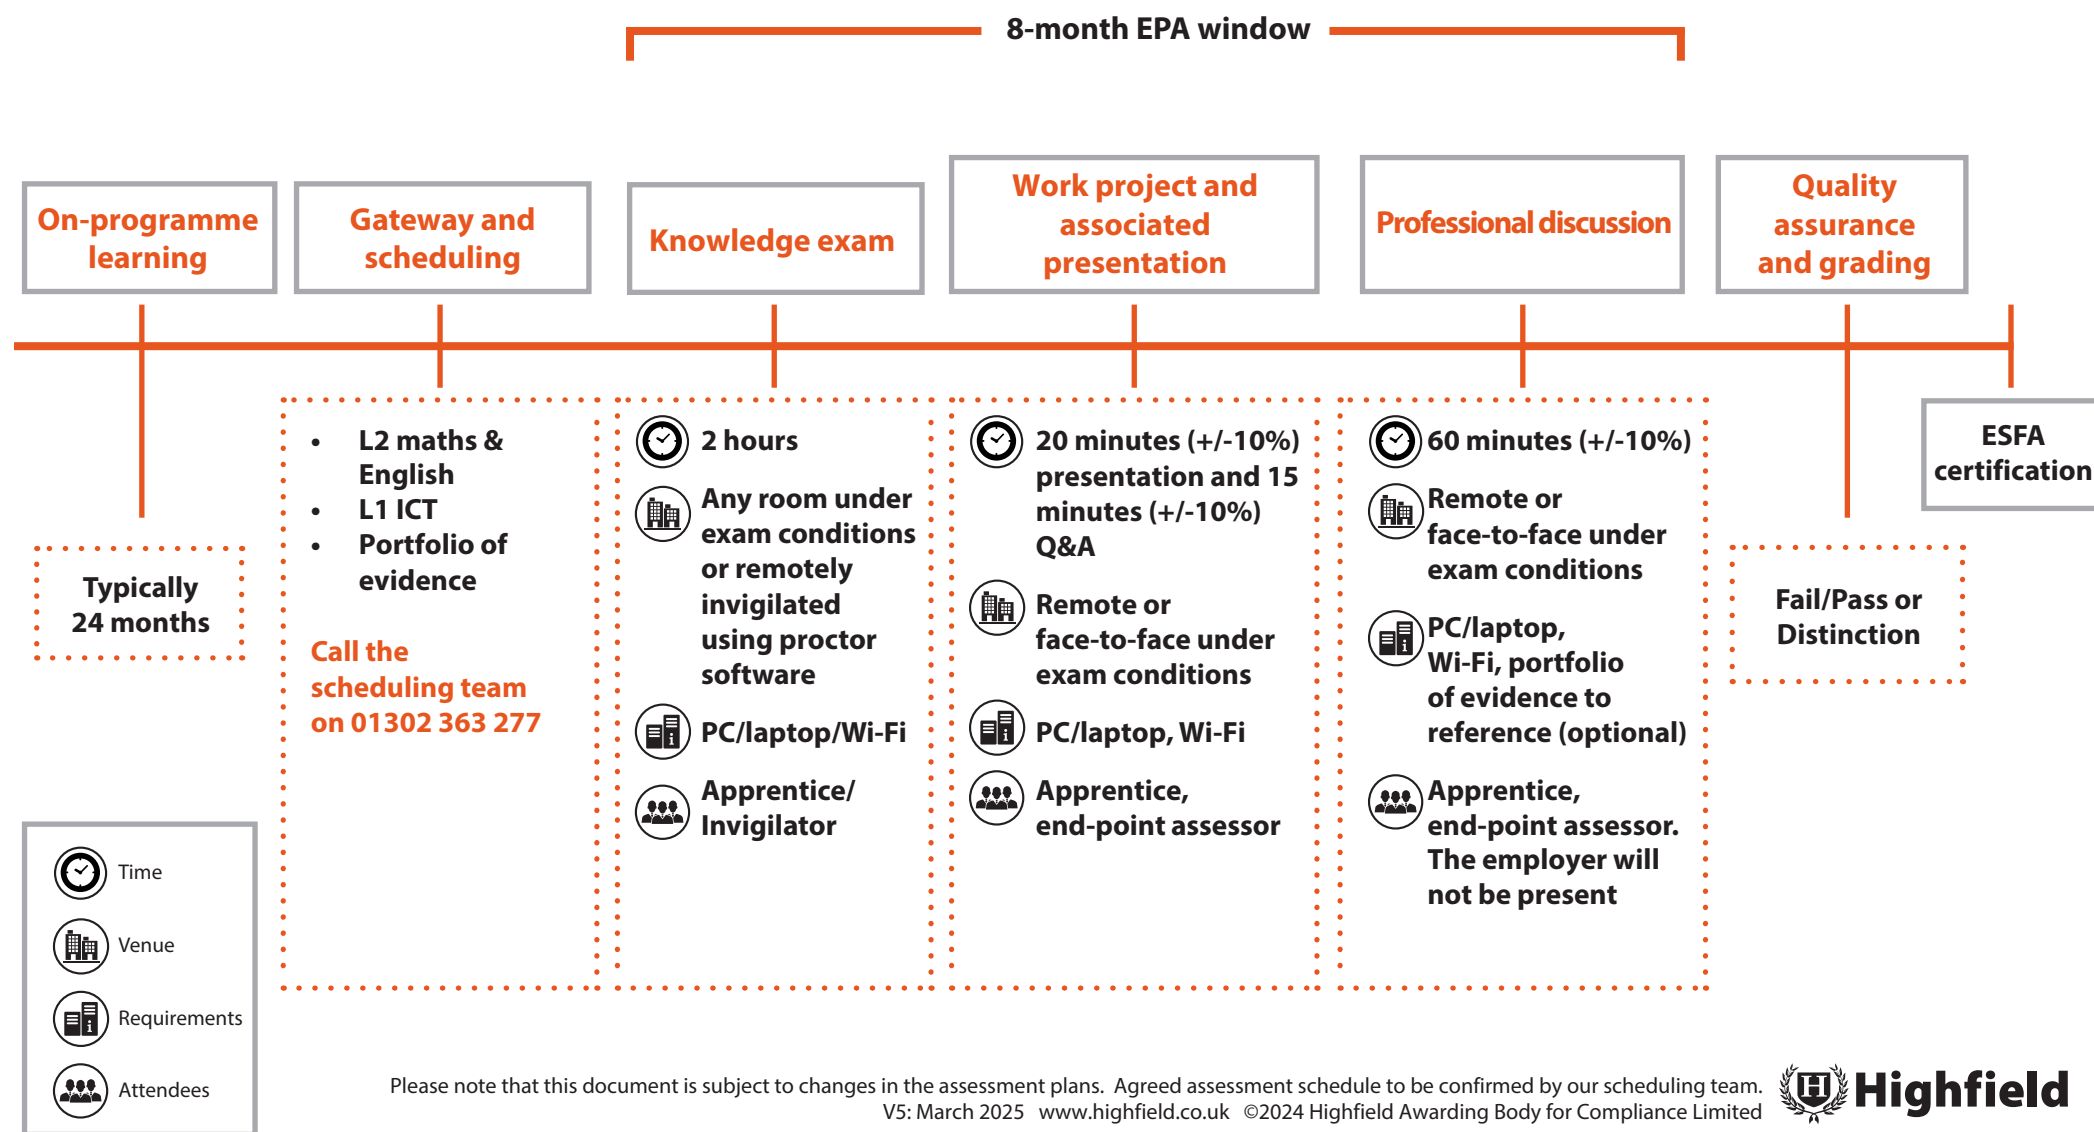 8-month EPA window
On-programme
learning
Gateway and
scheduling
Knowledge exam
Work project and
associated
presentation
Professional discussion
Quality
assurance
and grading
Typically
24 months
• L2 maths &
English
• L1 ICT
• Portfolio of
evidence
Call the
scheduling team
on 01302 363 277
2 hours
Any room under
exam conditions
or remotely
invigilated
using proctor
software
PC/laptop/Wi-Fi
Apprentice/
Invigilator
20 minutes (+/-10%)
presentation and 15
minutes (+/-10%)
Q&A
Remote or
face-to-face under
exam conditions
PC/laptop, Wi-Fi
Apprentice,
end-point assessor
60 minutes (+/-10%)
Remote or
face-to-face under
exam conditions
PC/laptop,
Wi-Fi, portfolio
of evidence to
reference (optional)
Apprentice,
end-point assessor.
The employer will
not be present
Fail/Pass or
Distinction
ESFA
certification
Time
Venue
Requirements
Attendees
Please note that this document is subject to changes in the assessment plans. Agreed assessment schedule to be confirmed by our scheduling team.
V5: March 2025 www.highfield.co.uk ©2024 Highfield Awarding Body for Compliance Limited
H
Highfield